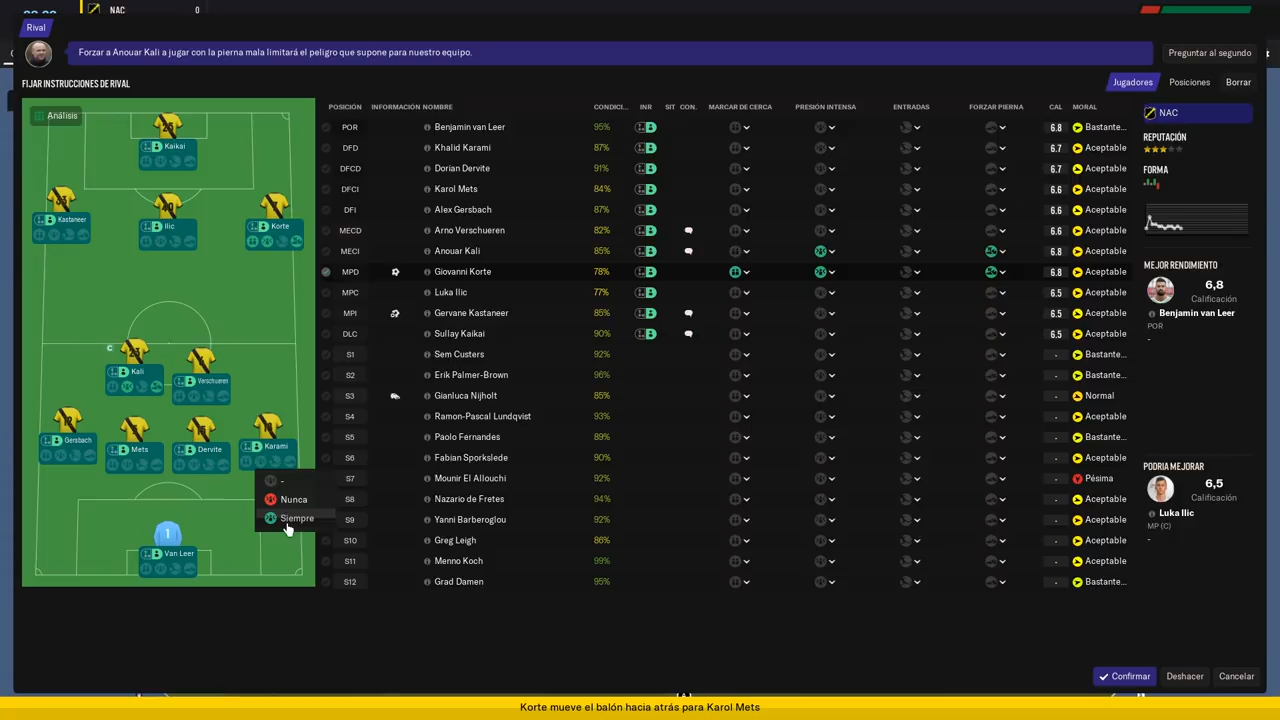 NAC 0
Rival
Forzar a Anouar Kali a jugar con la pierna mala limitará el peligro que supone para nuestro equipo.
Preguntar al segundo
FIJAR INSTRUCCIONES DE RIVAL
Jugadores Posiciones Borrar
Análisis
25
Kaikai
33
Kastaneer
Ilic
7
Korte
C
23
Kali
Verschueren
Gersbach
Mets
Dervite
Karami
1
Van Leer
-
Nunca
Siempre
POSICIÓN INFORMACIÓN NOMBRE CONDICI... INR SIT CON. MARCAR DE CERCA PRESIÓN INTENSA ENTRADAS FORZAR PIERNA CAL MORAL
POR Benjamin van Leer 95% 6.8 Bastante...
DFD Khalid Karami 87% 6.7 Aceptable
DFCD Dorian Dervite 91% 6.7 Aceptable
DFCI Karol Mets 84% 6.6 Aceptable
DFI Alex Gersbach 87% 6.6 Aceptable
MECD Arno Verschueren 82% 6.6 Aceptable
MECI Anouar Kali 85% 6.8 Aceptable
MPD Giovanni Korte 78% 6.8 Aceptable
MPC Luka Ilic 77% 6.5 Aceptable
MPI Gervane Kastaneer 85% 6.5 Aceptable
DLC Sullay Kaikai 90% 6.5 Aceptable
S1 Sem Custers 92% - Bastante...
S2 Erik Palmer-Brown 96% - Bastante...
S3 Gianluca Nijholt 85% - Normal
S4 Ramon-Pascal Lundqvist 93% - Aceptable
S5 Paolo Fernandes 89% - Bastante...
S6 Fabian Sporkslede 90% - Aceptable
S7 Mounir El Allouchi 92% - Pésima
S8 Nazario de Fretes 94% - Aceptable
S9 Yanni Barberoglou 92% - Aceptable
S10 Greg Leigh 86% - Aceptable
S11 Menno Koch 99% - Aceptable
S12 Grad Damen 95% - Bastante...
NAC
REPUTACIÓN
FORMA
MEJOR RENDIMIENTO
6,8
Calificación
Benjamin van Leer
POR
-
PODRIA MEJORAR
6,5
Calificación
Luka Ilic
MP (C)
-
Confirmar Deshacer Cancelar
Korte mueve el balón hacia atrás para Karol Mets